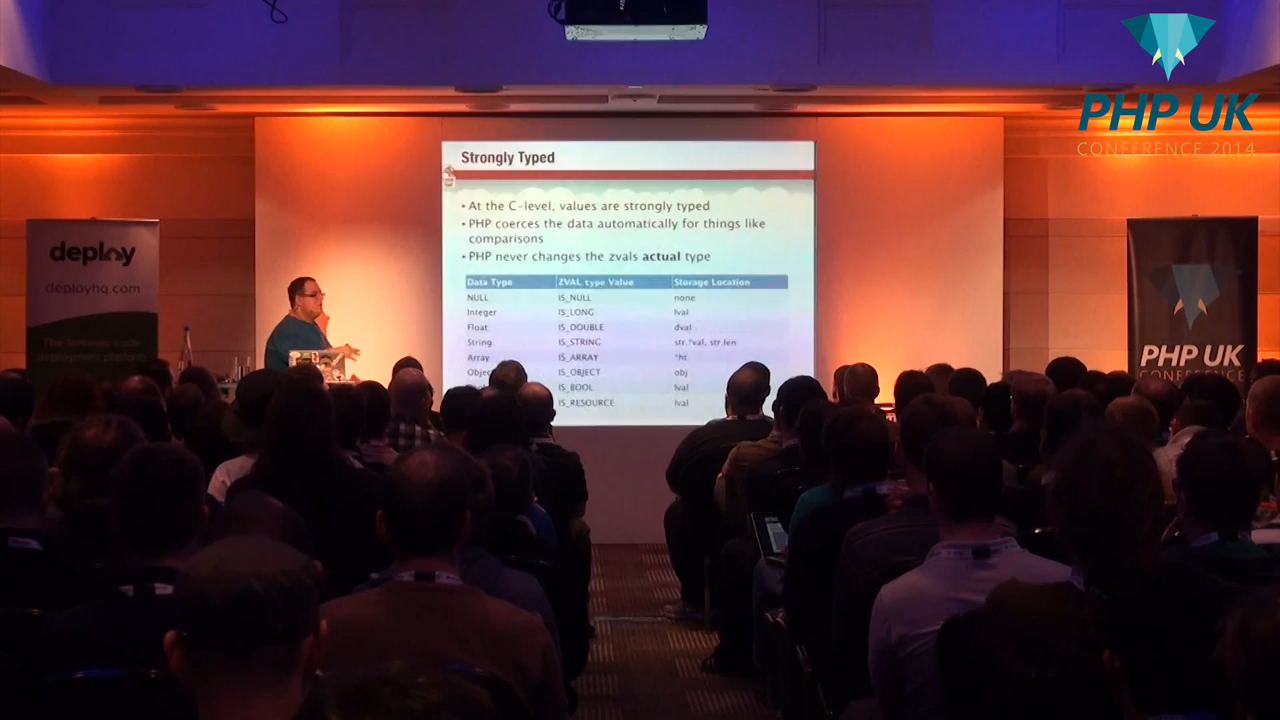 PHP UK
CONFERENCE 2014
Strongly Typed
• At the C-level, values are strongly typed
• PHP coerces the data automatically for things like
comparisons
• PHP never changes the zvals actual type
Data Type ZVAL type Value Storage Location
NULL IS_NULL none
Integer IS_LONG lval
Float IS_DOUBLE dval
String IS_STRING str.*val, str.len
Array IS_ARRAY *ht
Objec IS_OBJECT obj
IS_BOOL lval
IS_RESOURCE lval
deploy
deployhq.com
deployment platform
PHP UK
CONFERENCE